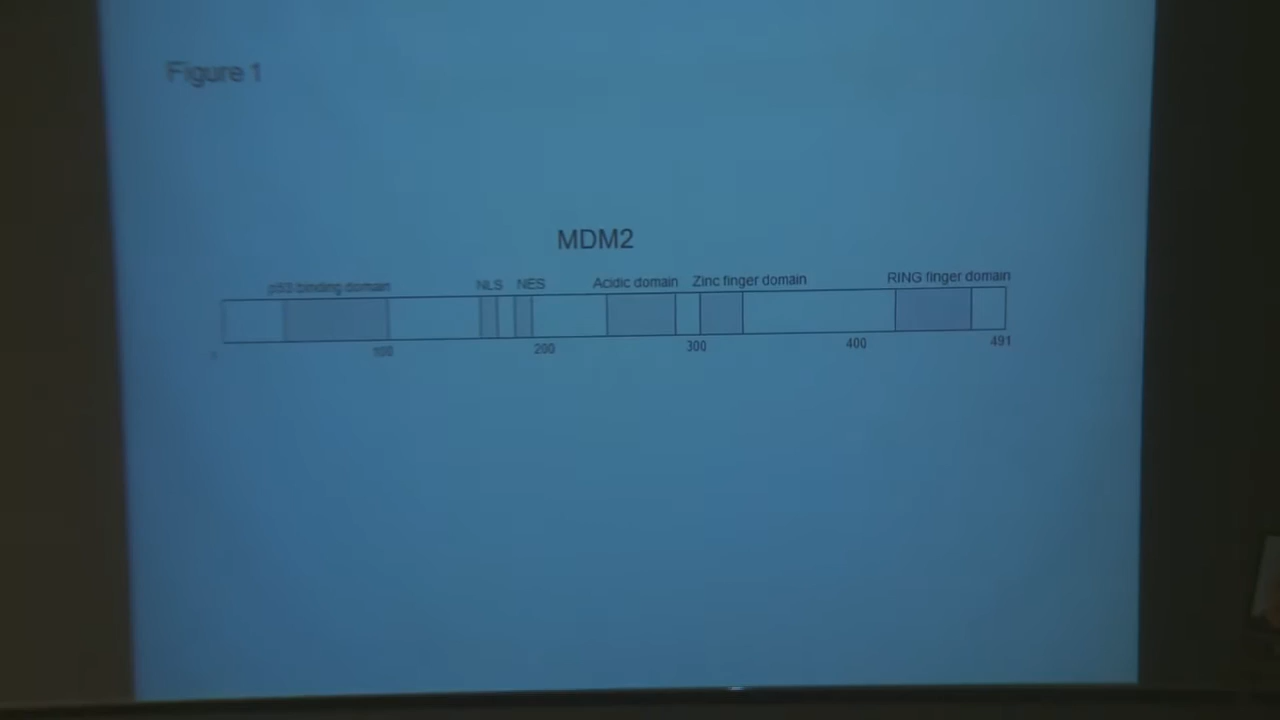 Figure 1
MDM2
p53 binding domain NLS NES Acidic domain Zinc finger domain RING finger domain
100 200 300 400 491